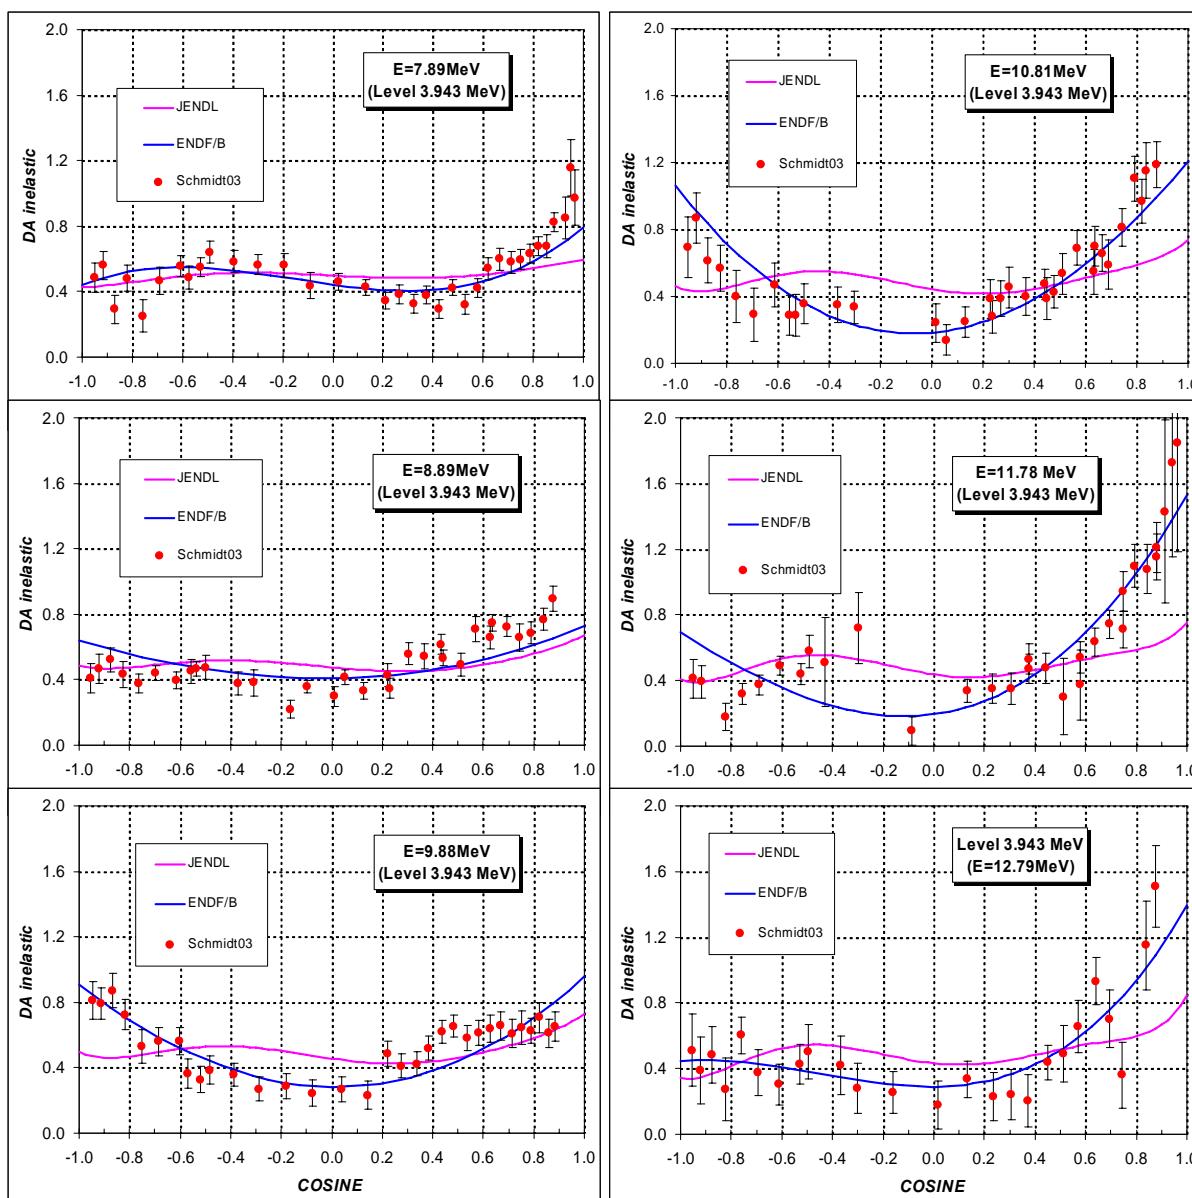 2.0
1.6
1.2
0.8
0.4
0.0
DA inelastic
E=7.89MeV
(Level 3.943 MeV)
JENDL
ENDF/B
Schmidt03
-1.0 -0.8 -0.6 -0.4 -0.2 0.0 0.2 0.4 0.6 0.8 1.0
2.0
1.6
1.2
0.8
0.4
0.0
DA inelastic
E=10.81MeV
(Level 3.943 MeV)
JENDL
ENDF/B
Schmidt03
-1.0 -0.8 -0.6 -0.4 -0.2 0.0 0.2 0.4 0.6 0.8 1.0
2.0
1.6
1.2
0.8
0.4
0.0
DA inelastic
E=8.89MeV
(Level 3.943 MeV)
JENDL
ENDF/B
Schmidt03
-1.0 -0.8 -0.6 -0.4 -0.2 0.0 0.2 0.4 0.6 0.8 1.0
2.0
1.6
1.2
0.8
0.4
0.0
DA inelastic
E=11.78 MeV
(Level 3.943 MeV)
JENDL
ENDF/B
Schmidt03
-1.0 -0.8 -0.6 -0.4 -0.2 0.0 0.2 0.4 0.6 0.8 1.0
2.0
1.6
1.2
0.8
0.4
0.0
DA inelastic
E=9.88MeV
(Level 3.943 MeV)
JENDL
ENDF/B
Schmidt03
-1.0 -0.8 -0.6 -0.4 -0.2 0.0 0.2 0.4 0.6 0.8 1.0
COSINE
2.0
1.6
1.2
0.8
0.4
0.0
DA inelastic
Level 3.943 MeV
(E=12.79MeV)
JENDL
ENDF/B
Schmidt03
-1.0 -0.8 -0.6 -0.4 -0.2 0.0 0.2 0.4 0.6 0.8 1.0
COSINE